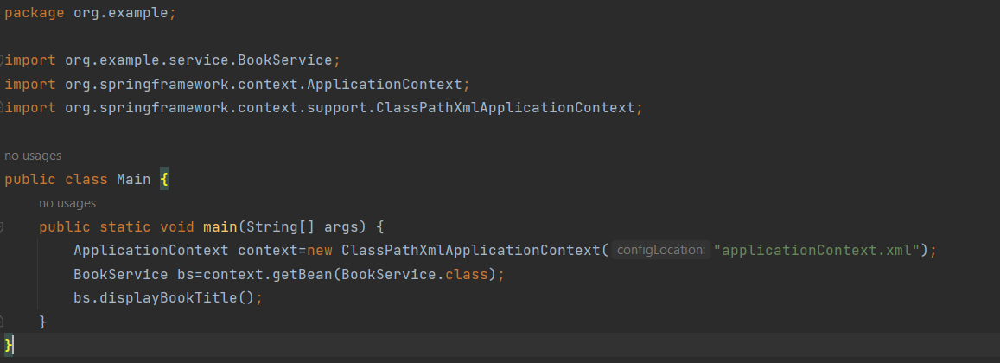 package org.example;
import org.example.service.BookService;
import org.springframework.context.ApplicationContext;
import org.springframework.context.support.ClassPathXmlApplicationContext;
no usages
public class Main {
no usages
public static void main(String[] args) {
ApplicationContext context=new ClassPathXmlApplicationContext( configLocation: "applicationContext.xml");
BookService bs=context.getBean(BookService.class);
bs.displayBookTitle();
}
}